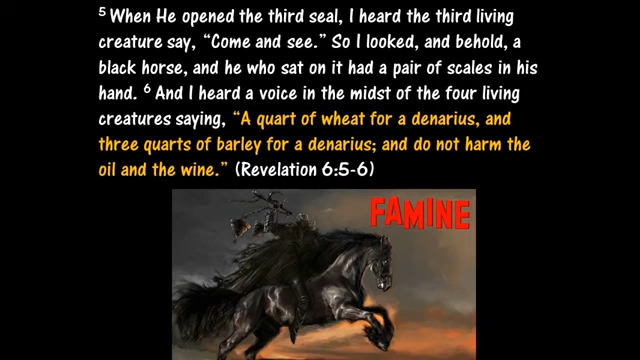 5 When He opened the third seal, I heard the third living
creature say, “Come and see.” So I looked, and behold, a
black horse, and he who sat on it had a pair of scales in his
hand. 6 And I heard a voice in the midst of the four living
creatures saying, “A quart of wheat for a denarius, and
three quarts of barley for a denarius; and do not harm the
oil and the wine.” (Revelation 6:5-6)
FAMINE